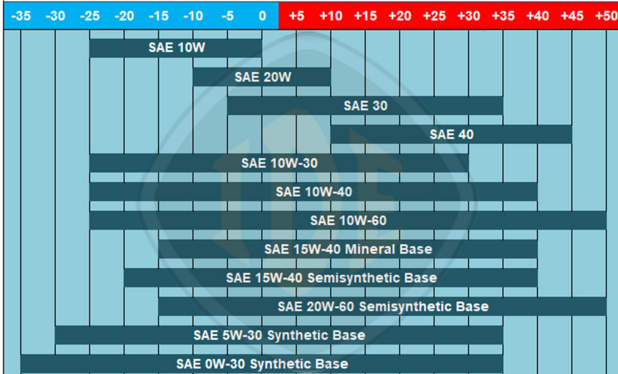 -35 -30 -25 -20 -15 -10 -5 0 +5 +10 +15 +20 +25 +30 +35 +40 +45 +50
SAE 10W
SAE 20W
SAE 30
SAE 40
SAE 10W-30
SAE 10W-40
SAE 10W-60
SAE 15W-40 Mineral Base
SAE 15W-40 Semisynthetic Base
SAE 20W-60 Semisynthetic Base
SAE 5W-30 Synthetic Base
SAE 0W-30 Synthetic Base
IDF